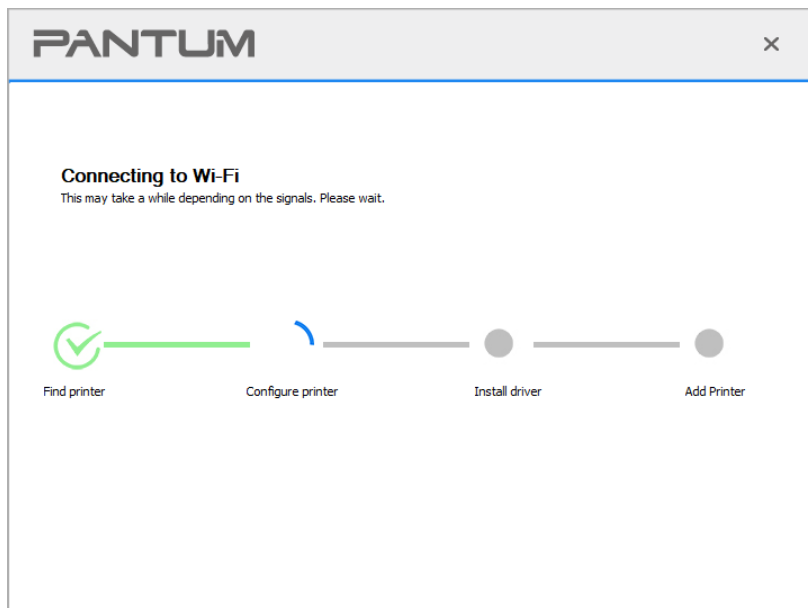 PANTUM
Connecting to Wi-Fi
This may take a while depending on the signals. Please wait.
Find printer
Configure printer
Install driver
Add Printer